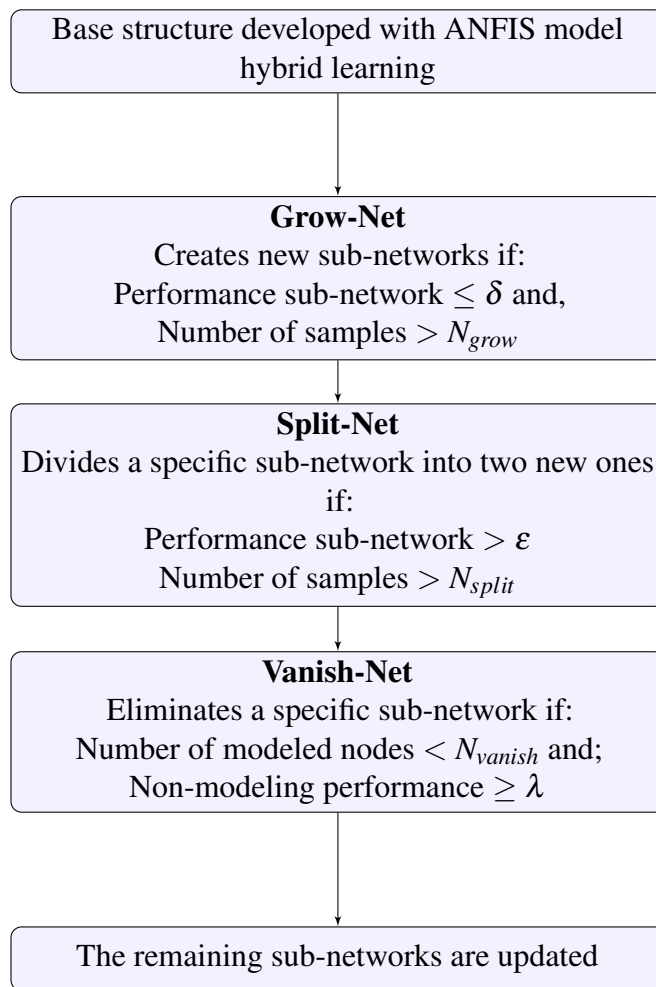 Base structure developed with ANFIS model
hybrid learning
Grow-Net
Creates new sub-networks if:
Performance sub-network ≤ δ and,
Number of samples > N_grow
Split-Net
Divides a specific sub-network into two new ones
if:
Performance sub-network > ε
Number of samples > N_split
Vanish-Net
Eliminates a specific sub-network if:
Number of modeled nodes < N_vanish and;
Non-modeling performance ≥ λ
The remaining sub-networks are updated